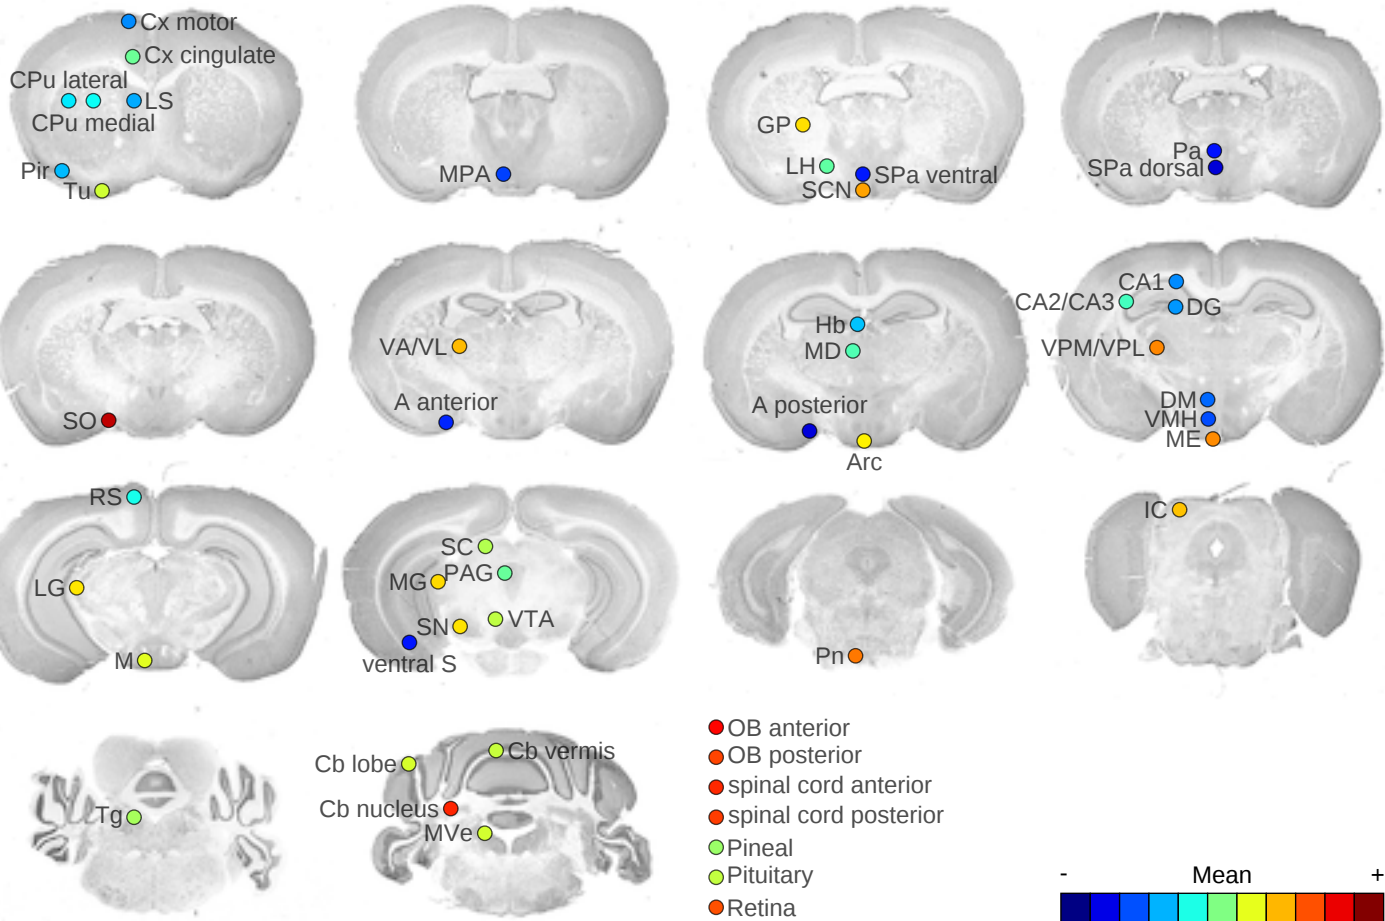 Cx motor
Cx cingulate
CPu lateral
LS
CPu medial
Pir
Tu
MPA
GP
LH
SPa ventral
SCN
Pa
SPa dorsal
SO
VA/VL
A anterior
Hb
MD
A posterior
Arc
CA1
CA2/CA3
DG
VPM/VPL
DM
VMH
ME
RS
LG
M
SC
PAG
MG
VTA
SN
ventral S
Pn
IC
Tg
Cb vermis
Cb lobe
Cb nucleus
MVe
OB anterior
OB posterior
spinal cord anterior
spinal cord posterior
Pineal
Pituitary
Retina
- Mean +